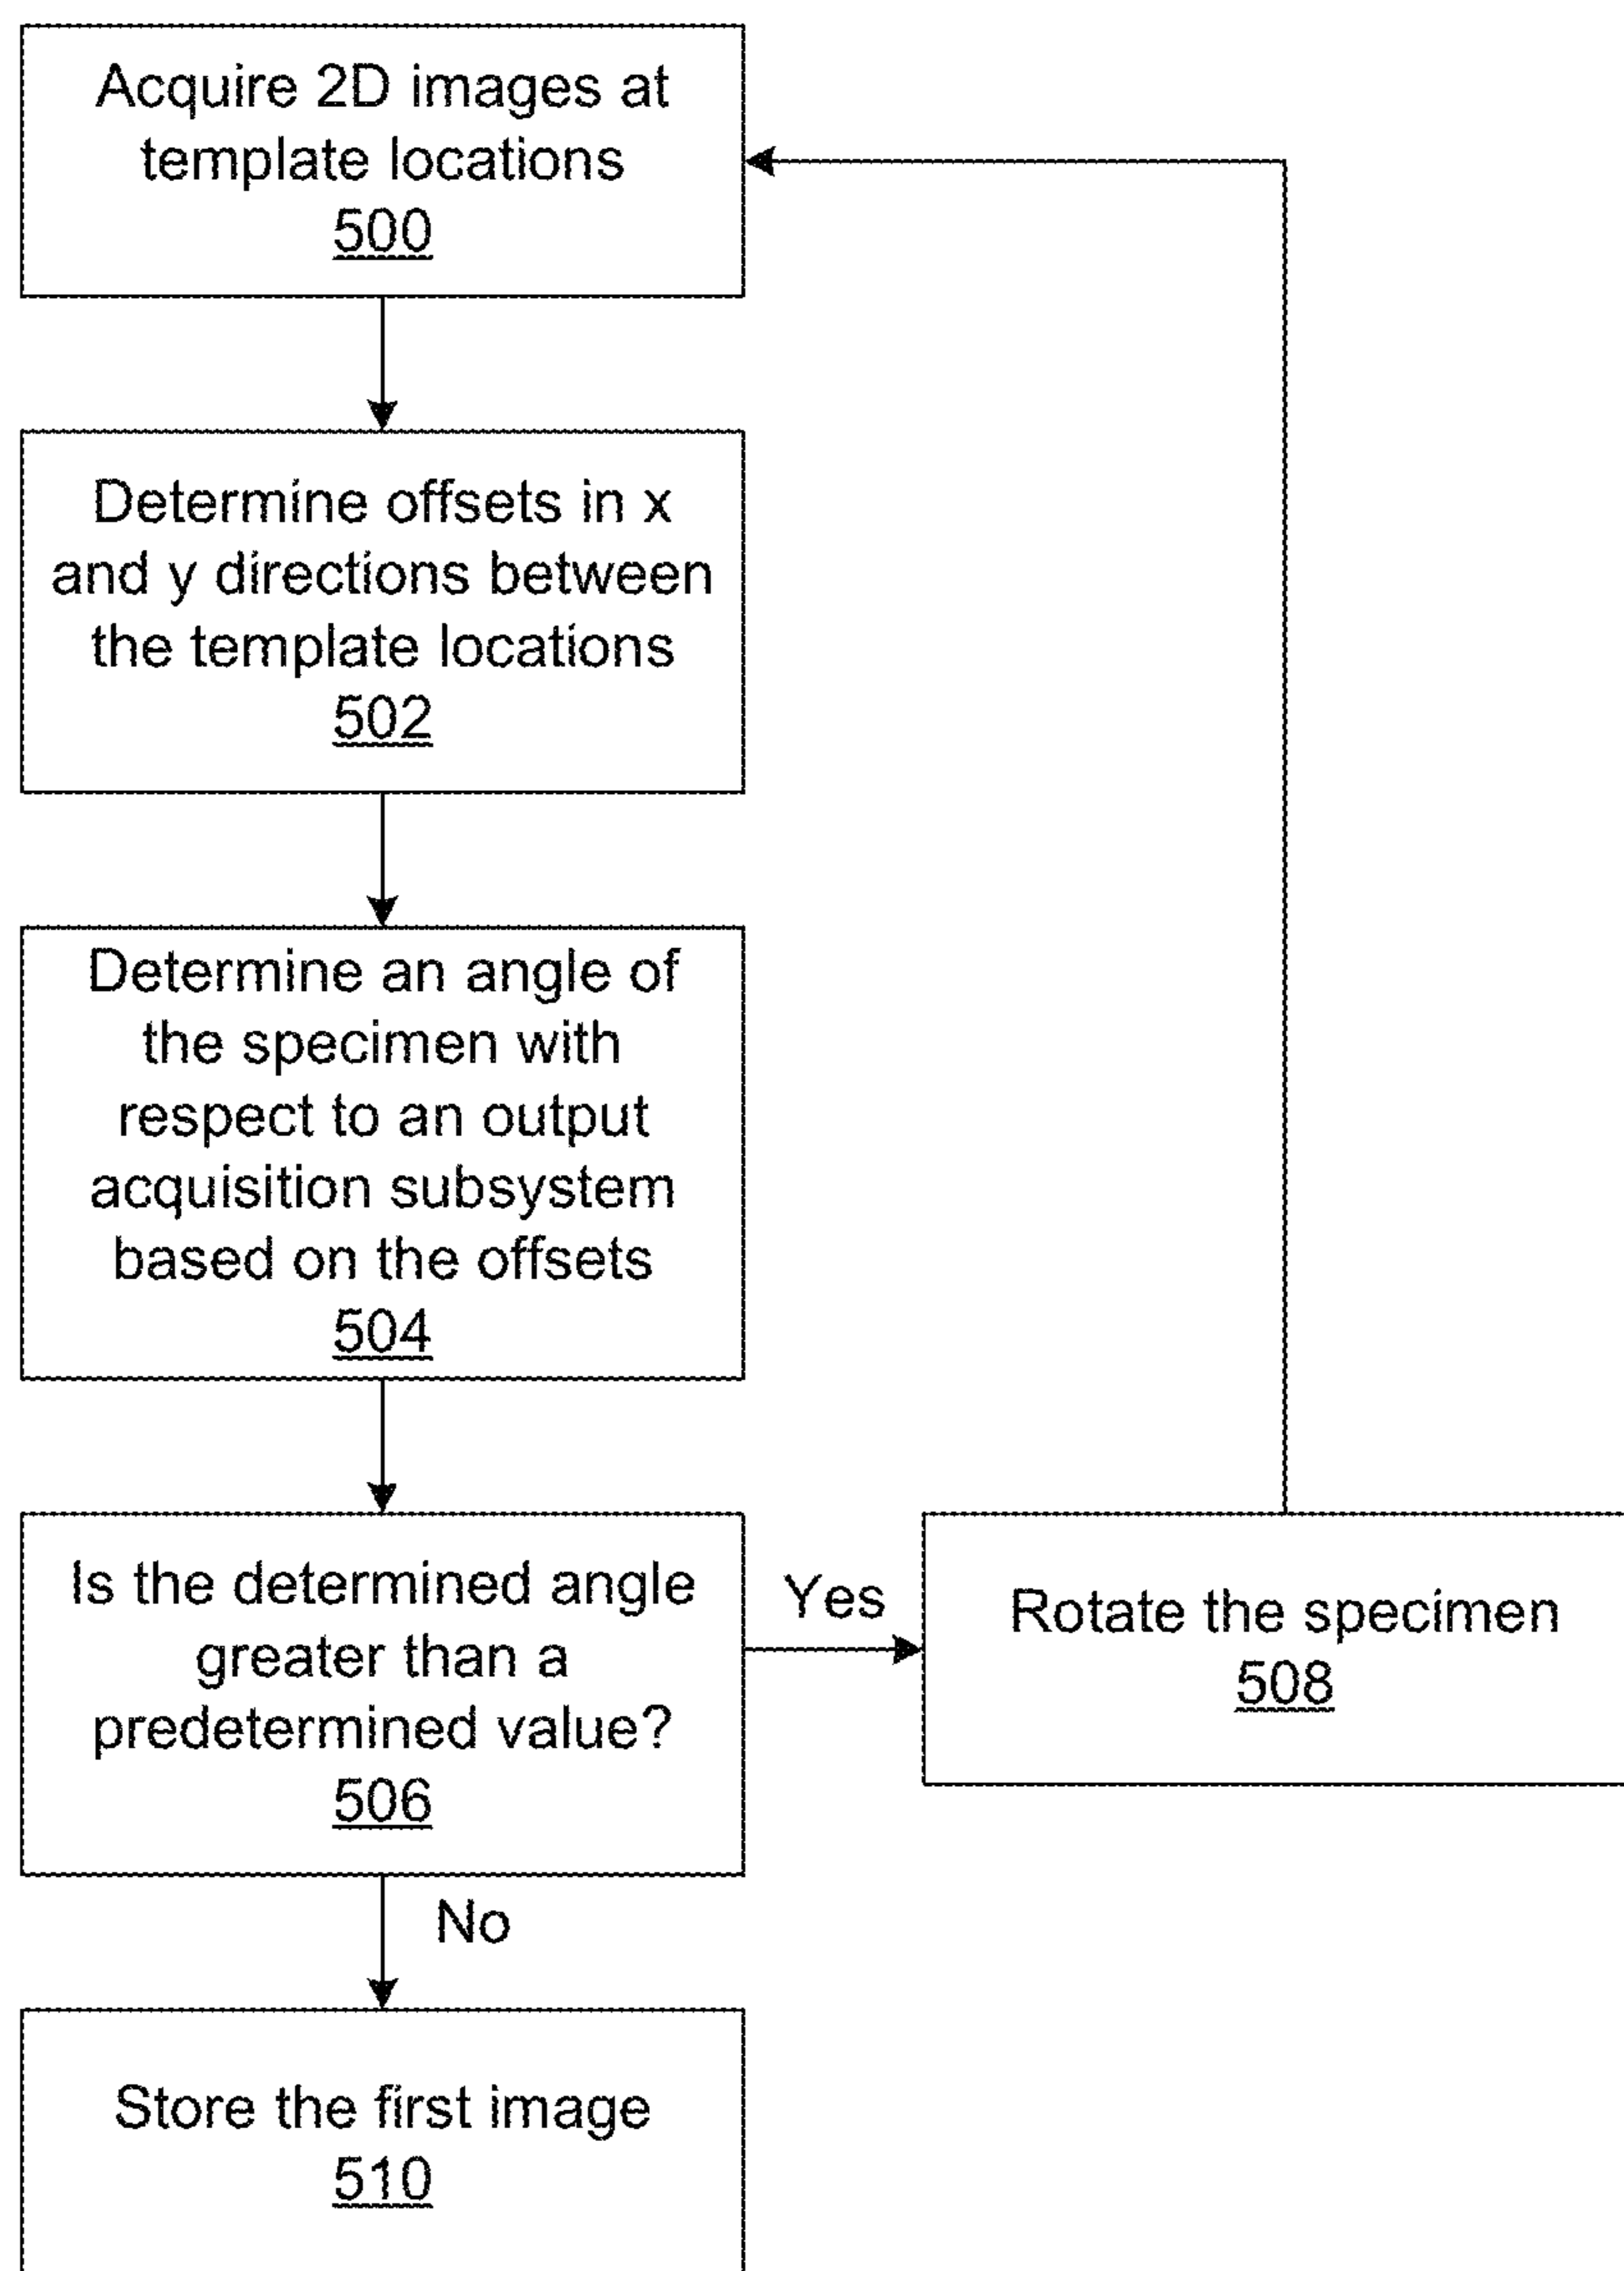 Acquire 2D images at
template locations
500
Determine offsets in x
and y directions between
the template locations
502
Determine an angle of
the specimen with
respect to an output
acquisition subsystem
based on the offsets
504
Is the determined angle
greater than a
predetermined value?
506
Yes
Rotate the specimen
508
No
Store the first image
510